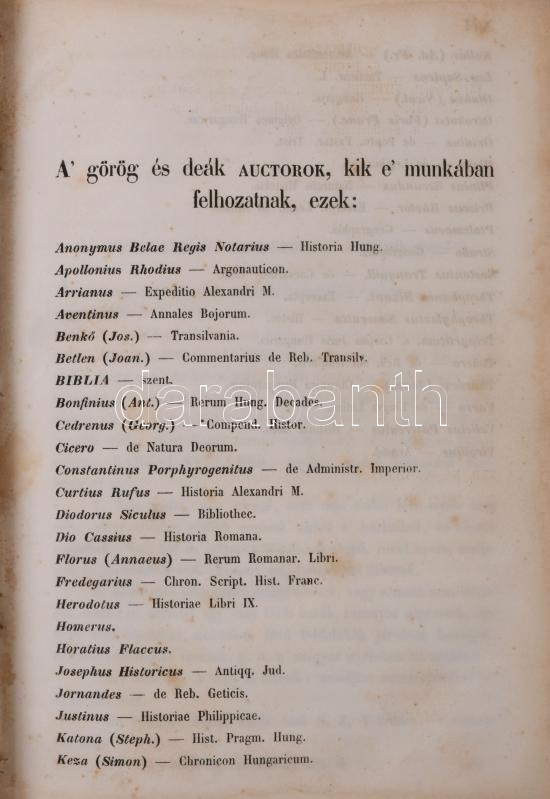 A' görög és deák AUCTOROK, kik e' munkában
felhozatnak, ezek:
Anonymus Belae Regis Notarius — Historia Hung.
Apollonius Rhodius — Argonauticon.
Arrianus — Expeditio Alexandri M.
Aventinus — Annales Bojorum.
Benkő (Jos.) — Transilvania.
Betlen (Joan.) — Commentarius de Reb. Transilv.
BIBLIA — szent.
Bonfinius (Ant.) — Rerum Hung. Decades.
Cedrenus (Georg.) — Compend. Histor.
Cicero — de Natura Deorum.
Constantinus Porphyrogenitus — de Administr. Imperior.
Curtius Rufus — Historia Alexandri M.
Diodorus Siculus — Bibliothec.
Dio Cassius — Historia Romana.
Florus (Annaeus) — Rerum Romanar. Libri.
Fredegarius — Chron. Script. Hist. Franc.
Herodotus — Historiae Libri IX.
Homerus.
Horatius Flaccus.
Josephus Historicus — Antiqq. Jud.
Jornandes — de Reb. Geticis.
Justinus — Historiae Philippicae.
Katona (Steph.) — Hist. Pragm. Hung.
Keza (Simon) — Chronicon Hungaricum.
darabanth